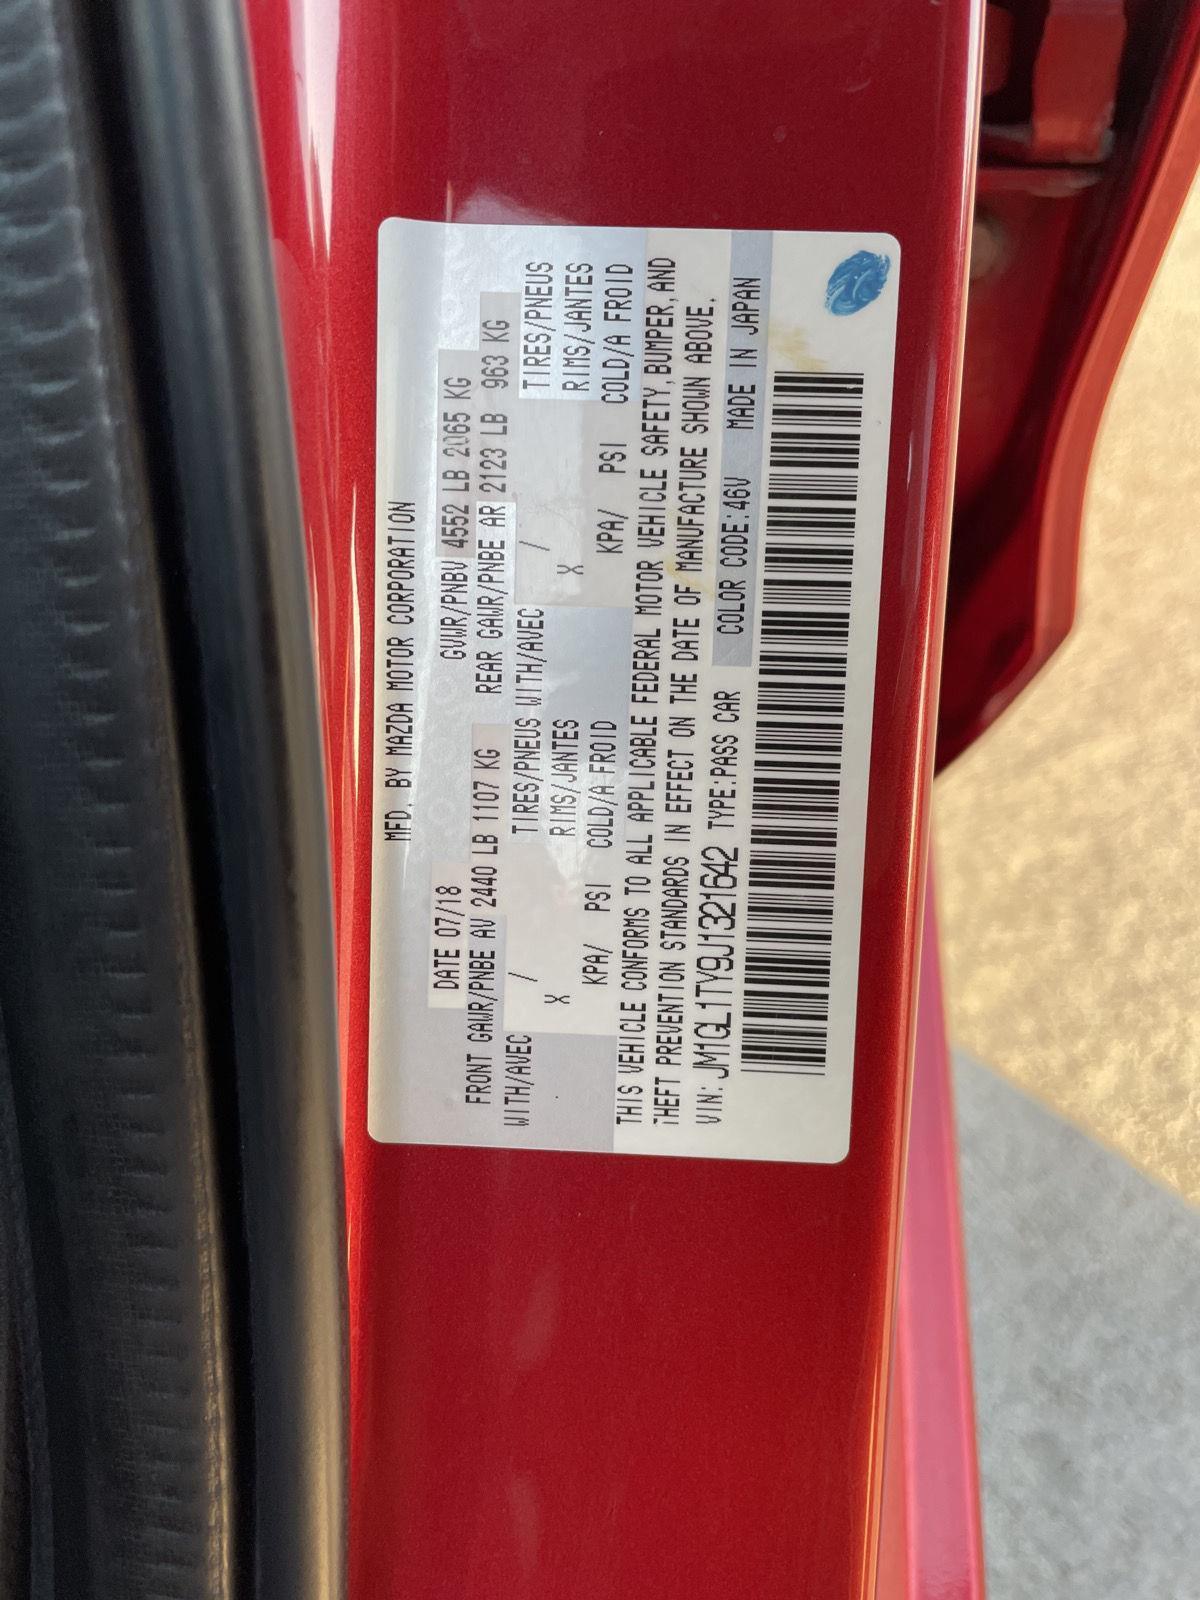 MFD. BY MAZDA MOTOR CORPORATION
DATE 07/18 GVWR/PNBV 4552 LB 2065 KG
FRONT GAWR/PNBE AV 2440 LB 1107 KG REAR GAWR/PNBE AR 2123 LB 963 KG
WITH/AVEC / TIRES/PNEUS WITH/AVEC / TIRES/PNEUS
X RIMS/JANTES X RIMS/JANTES
KPA/ PSI COLD/A FROID KPA/ PSI COLD/A FROID
THIS VEHICLE CONFORMS TO ALL APPLICABLE FEDERAL MOTOR VEHICLE SAFETY,BUMPER,AND
THEFT PREVENTION STANDARDS IN EFFECT ON THE DATE OF MANUFACTURE SHOWN ABOVE.
VIN: JM1GL1TY9J1321642 TYPE:PASS CAR COLOR CODE:46V MADE IN JAPAN